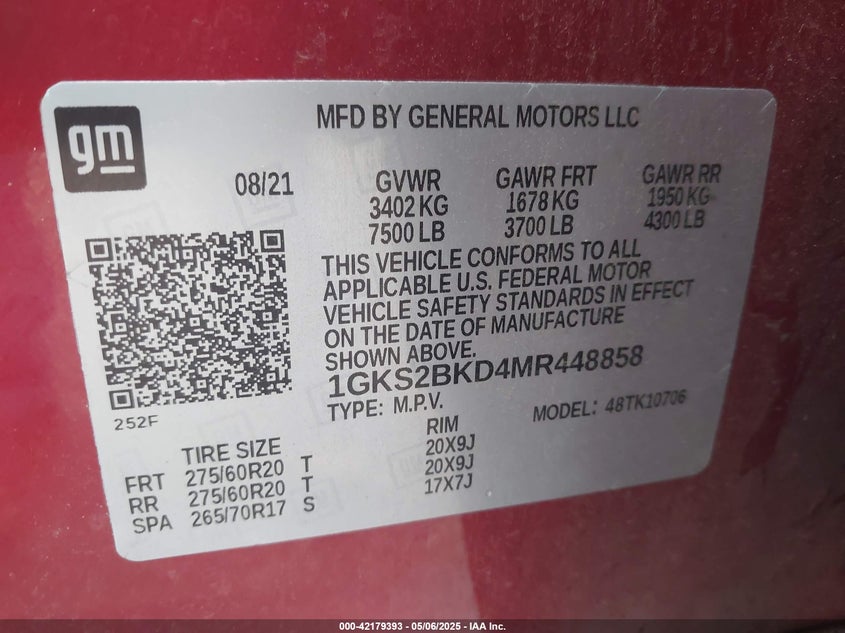 gm
MFD BY GENERAL MOTORS LLC
08/21
GVWR
3402 KG
7500 LB
GAWR FRT
1678 KG
3700 LB
GAWR RR
1950 KG
4300 LB
THIS VEHICLE CONFORMS TO ALL
APPLICABLE U.S. FEDERAL MOTOR
VEHICLE SAFETY STANDARDS IN EFFECT
ON THE DATE OF MANUFACTURE
SHOWN ABOVE.
1GKS2BKD4MR448858
TYPE: M.P.V.
MODEL: 48TK10706
252F
TIRE SIZE
RIM
FRT 275/60R20 T 20X9J
RR 275/60R20 T 20X9J
SPA 265/70R17 S 17X7J
000-42179393 - 05/06/2025 - IAA Inc.